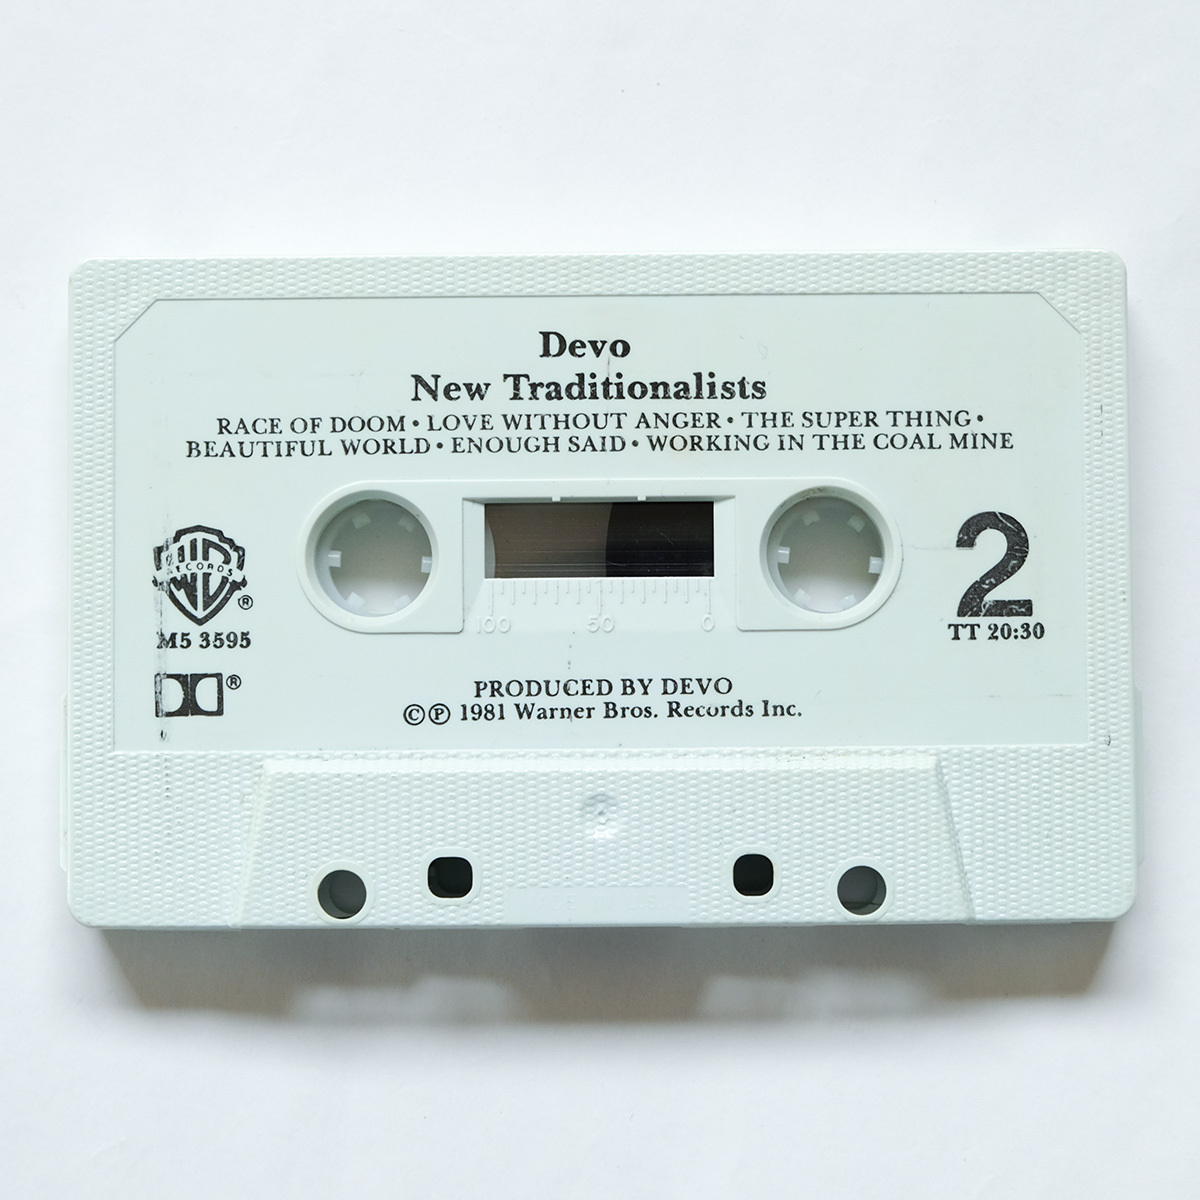 Devo
New Traditionalists
RACE OF DOOM • LOVE WITHOUT ANGER • THE SUPER THING •
BEAUTIFUL WORLD • ENOUGH SAID • WORKING IN THE COAL MINE
RECORDS
®
M5 3595
®
2
TT 20:30
100 50 0
PRODUCED BY DEVO
©℗ 1981 Warner Bros. Records Inc.